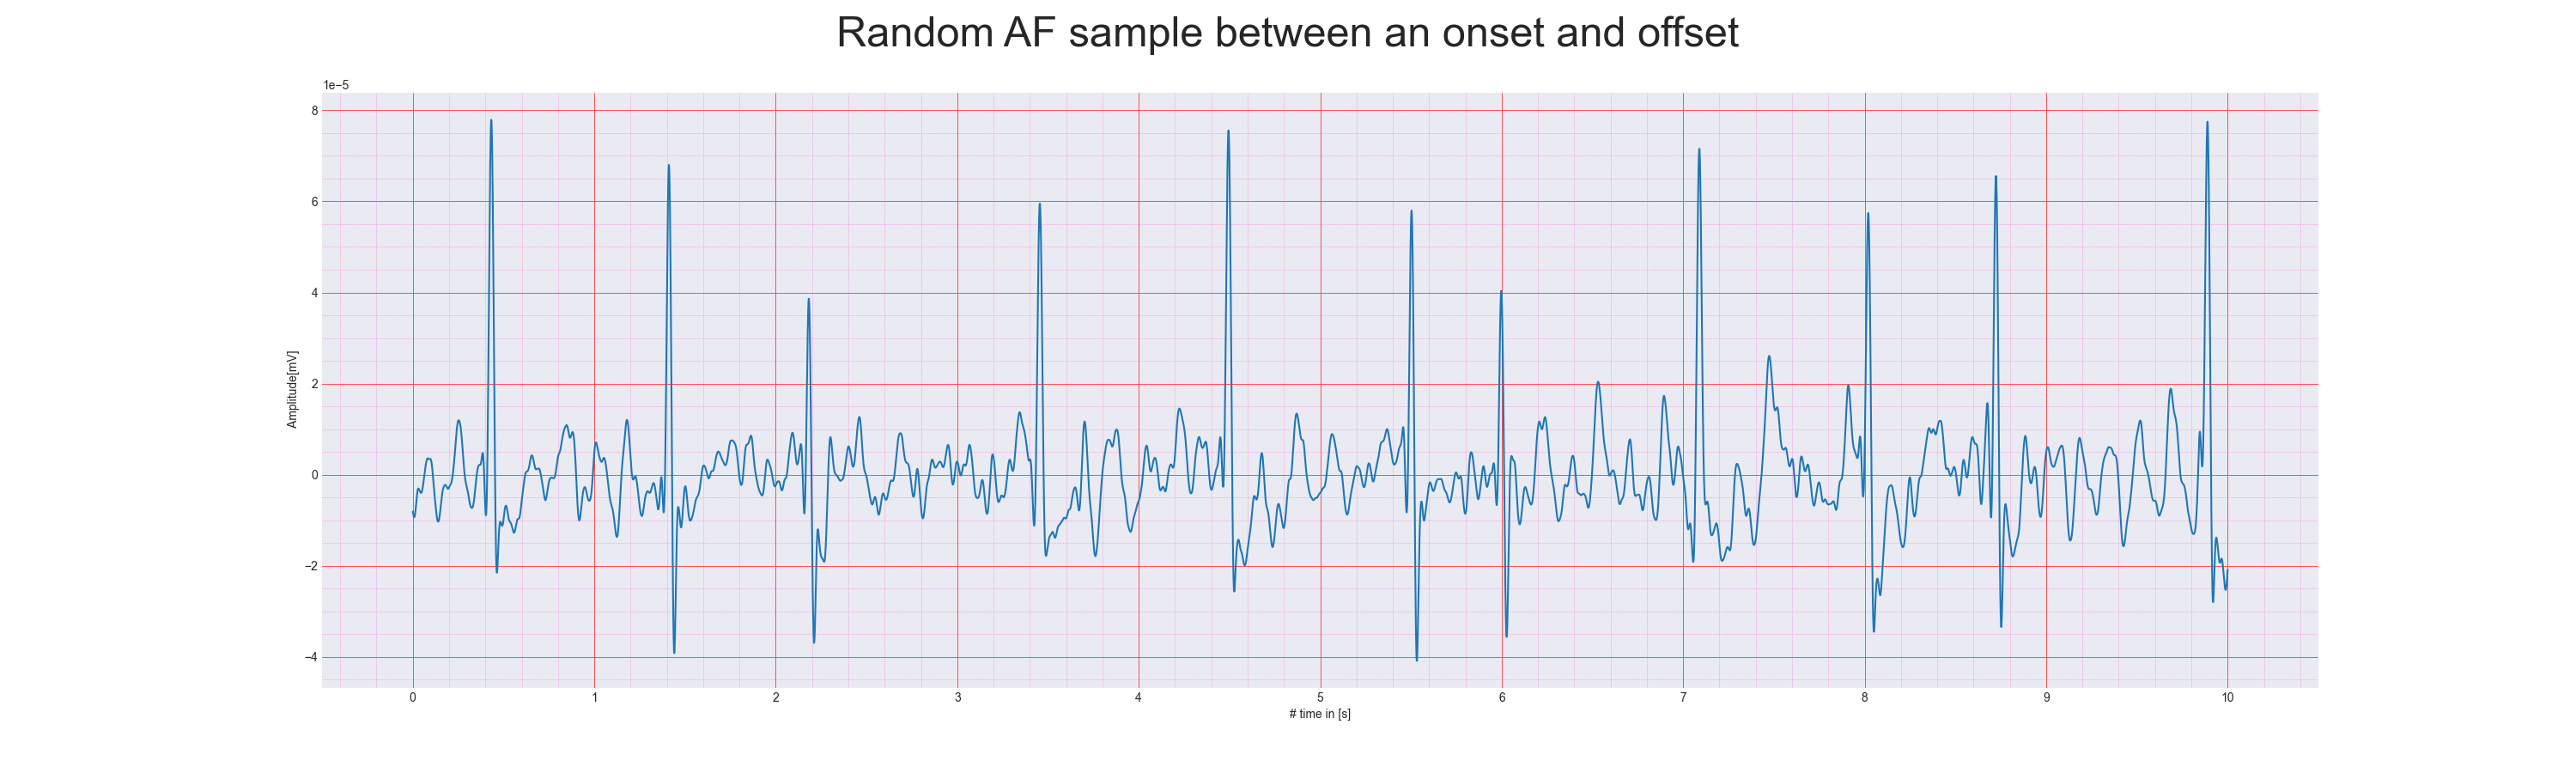 Random AF sample between an onset and offset
1e−5
8
6
4
2
0
−2
−4
Amplitude[mV]
0 1 2 3 4 5 6 7 8 9 10
# time in [s]